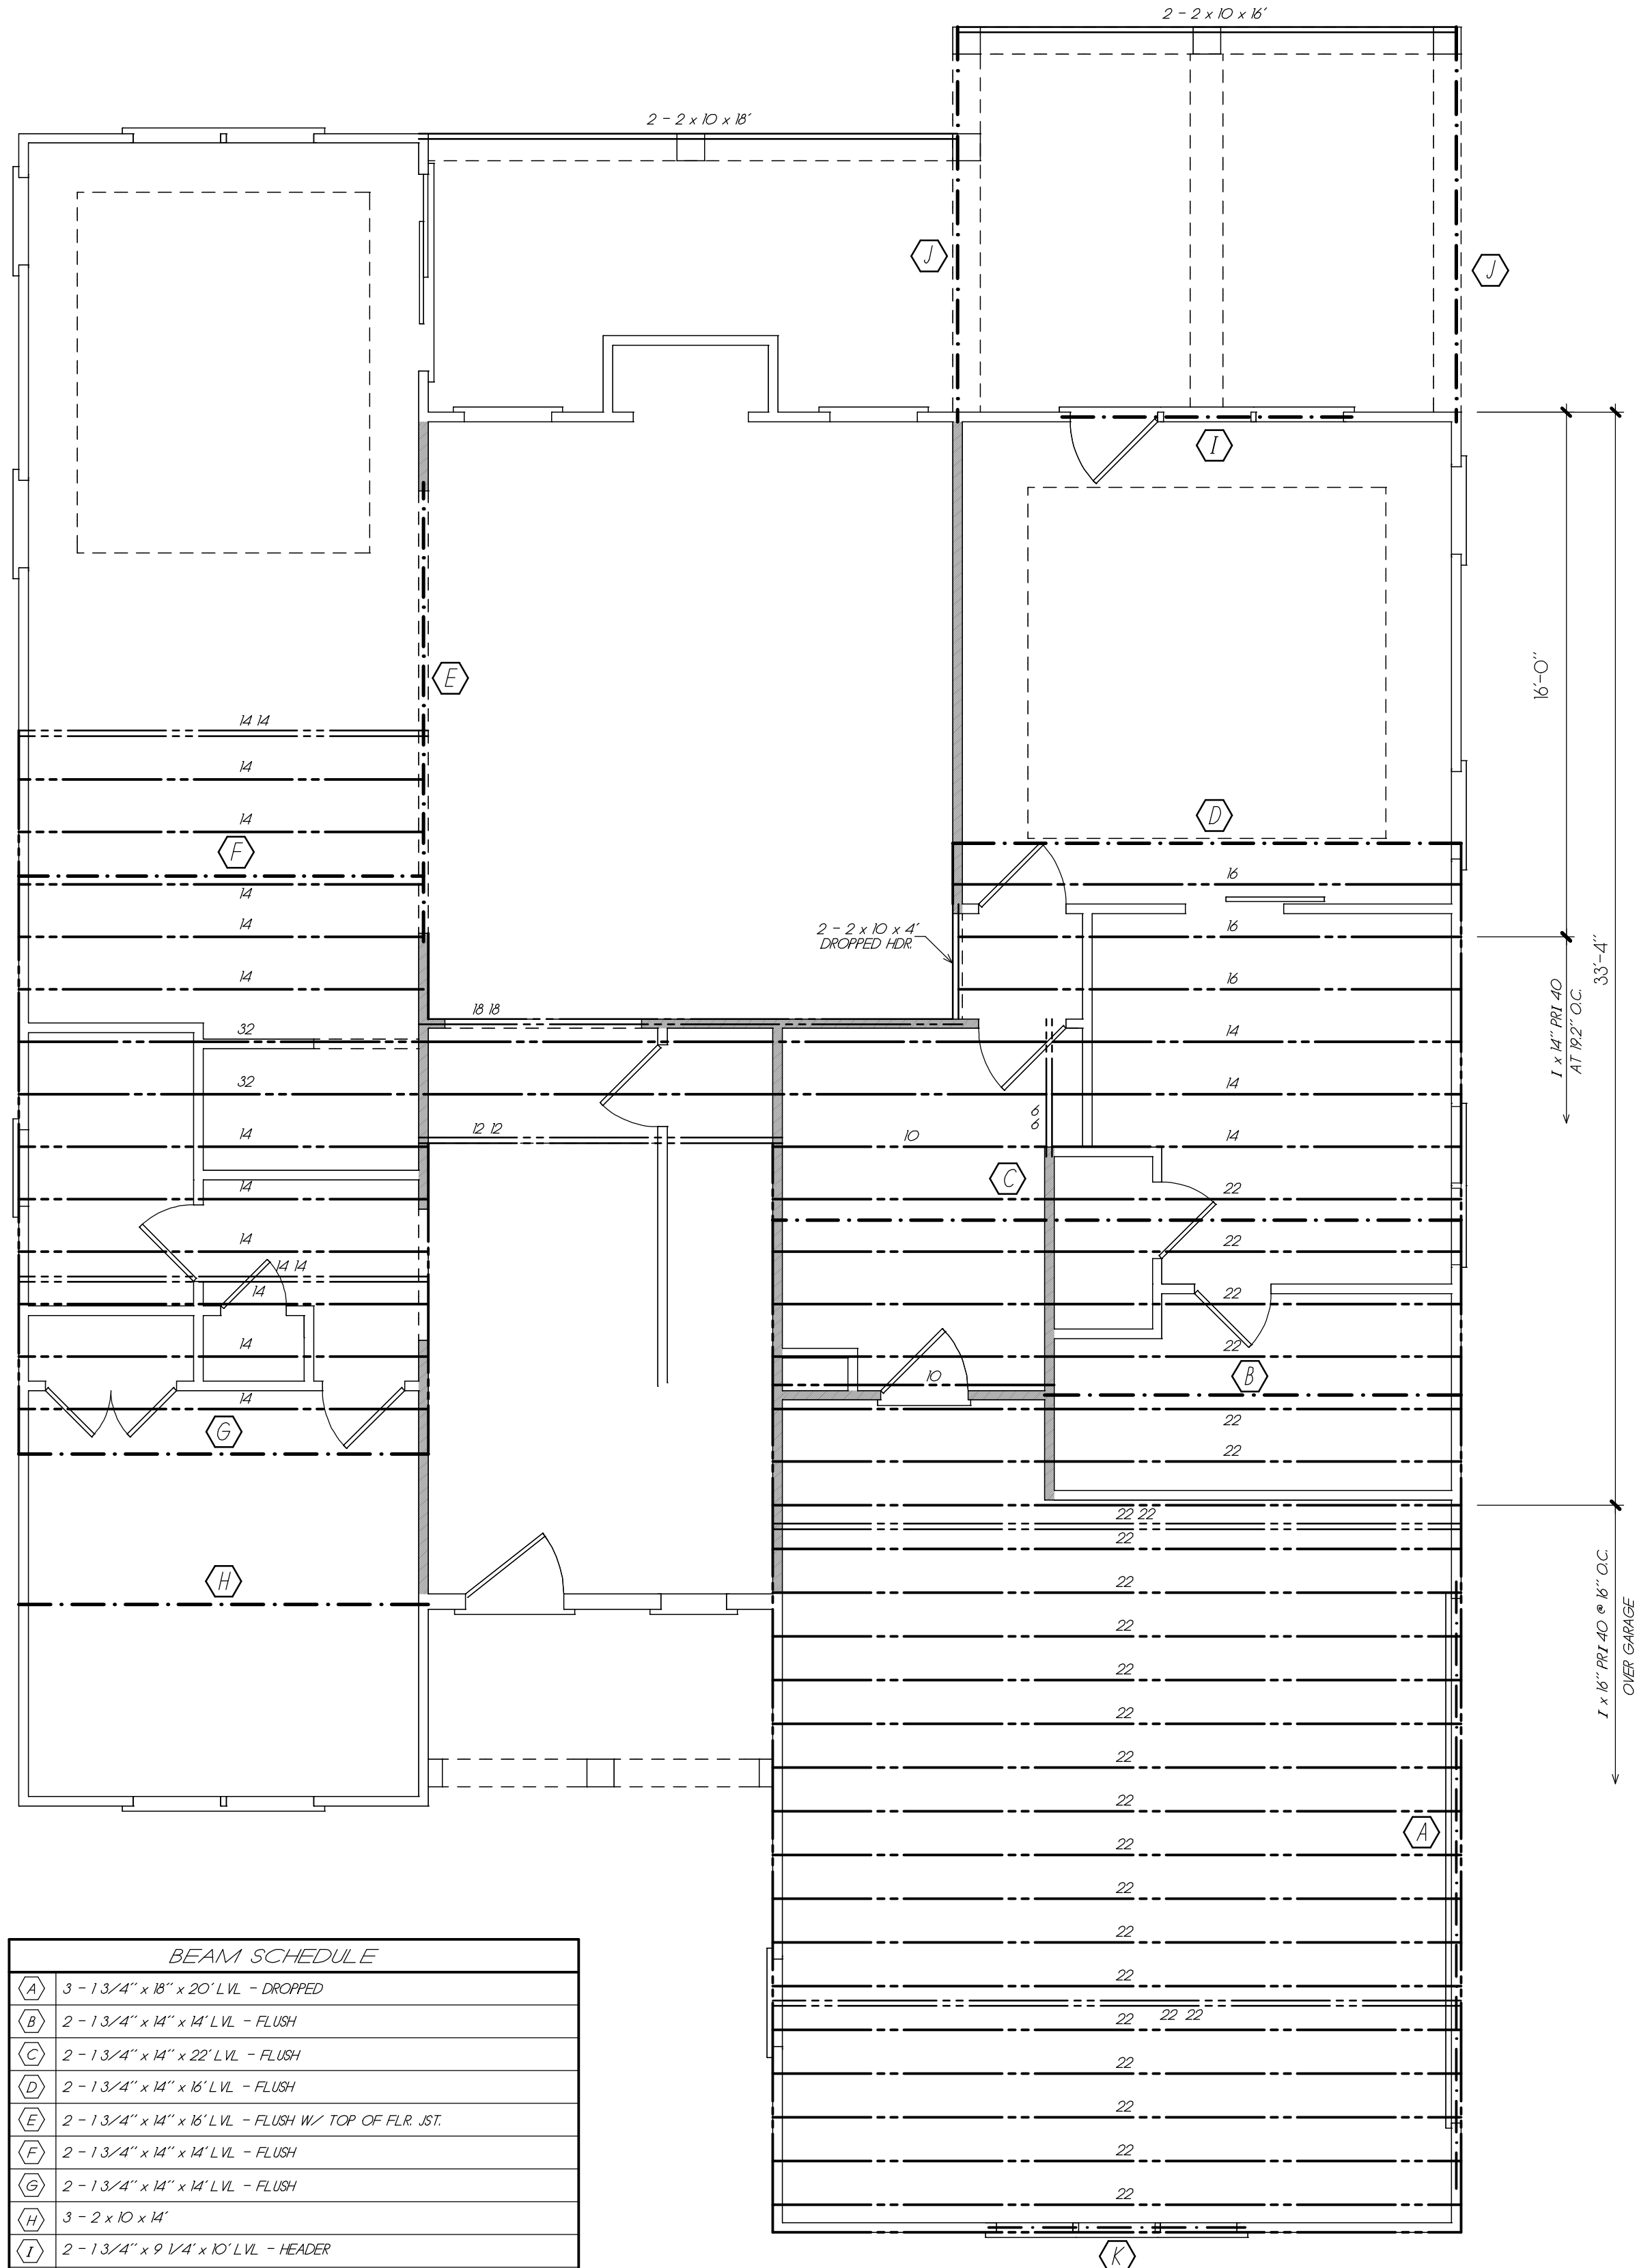 2 - 2 x 10 x 16'
2 - 2 x 10 x 18'
J
J
I
16'-0"
E
14 14
14
D
14
F
16
14
14
16
2 - 2 x 10 x 4'
DROPPED HDR.
33'-4"
14
16
1 x 14" PRI 40
AT 19.2" O.C.
18 18
32
14
32
14
6
6
12 12
14
10
14
C
14
22
14
22
14 14
14
22
14
22
10
B
14
22
G
22
22 22
22
H
22
1 x 16" PRI 40 @ 16" O.C.
OVER GARAGE
22
22
22
22
22
A
22
22
22
22
22
22 22
22
22
22
22
K
BEAM SCHEDULE
A 3 - 1 3/4" x 18" x 20' LVL - DROPPED
B 2 - 1 3/4" x 14" x 14' LVL - FLUSH
C 2 - 1 3/4" x 14" x 22' LVL - FLUSH
D 2 - 1 3/4" x 14" x 16' LVL - FLUSH
E 2 - 1 3/4" x 14" x 16' LVL - FLUSH W/ TOP OF FLR. JST.
F 2 - 1 3/4" x 14" x 14' LVL - FLUSH
G 2 - 1 3/4" x 14" x 14' LVL - FLUSH
H 3 - 2 x 10 x 14'
I 2 - 1 3/4" x 9 1/4' x 10' LVL - HEADER